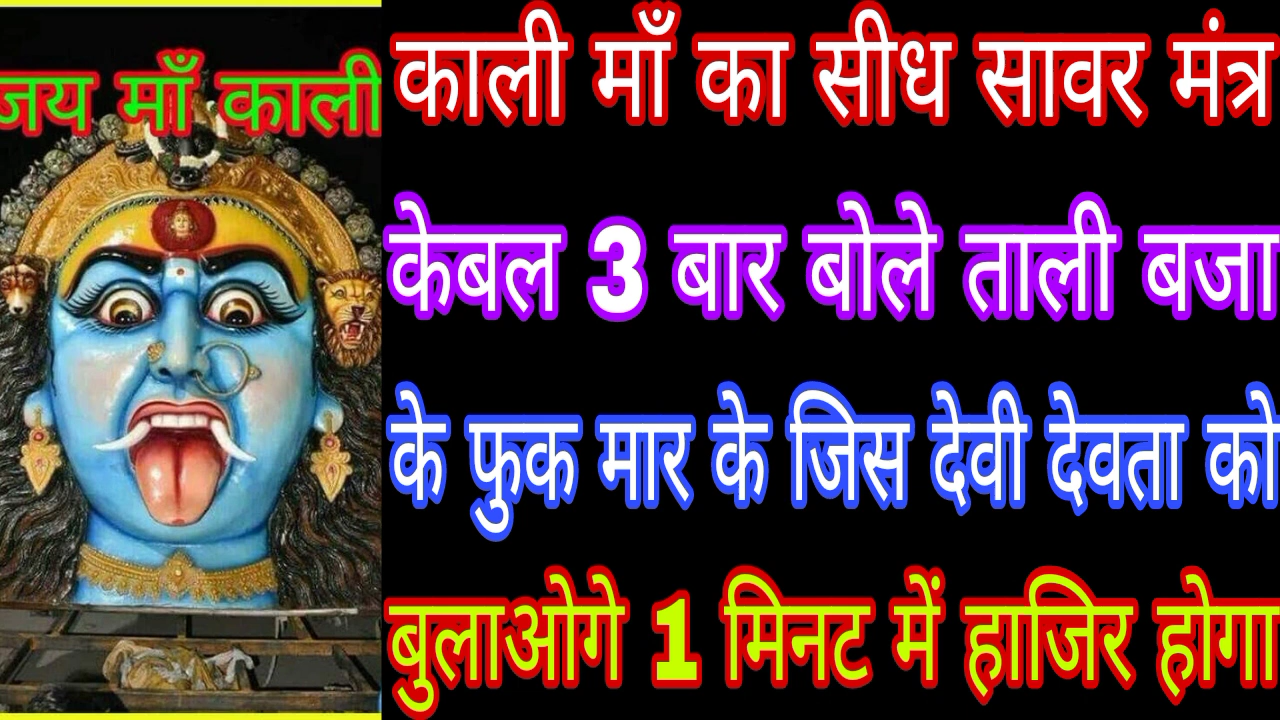 जय माँ काली
काली माँ का सीध सावर मंत्र
केबल 3 बार बोले ताली बजा
के फुक मार के जिस देवी देवता को
बुलाओगे 1 मिनट में हाजिर होगा